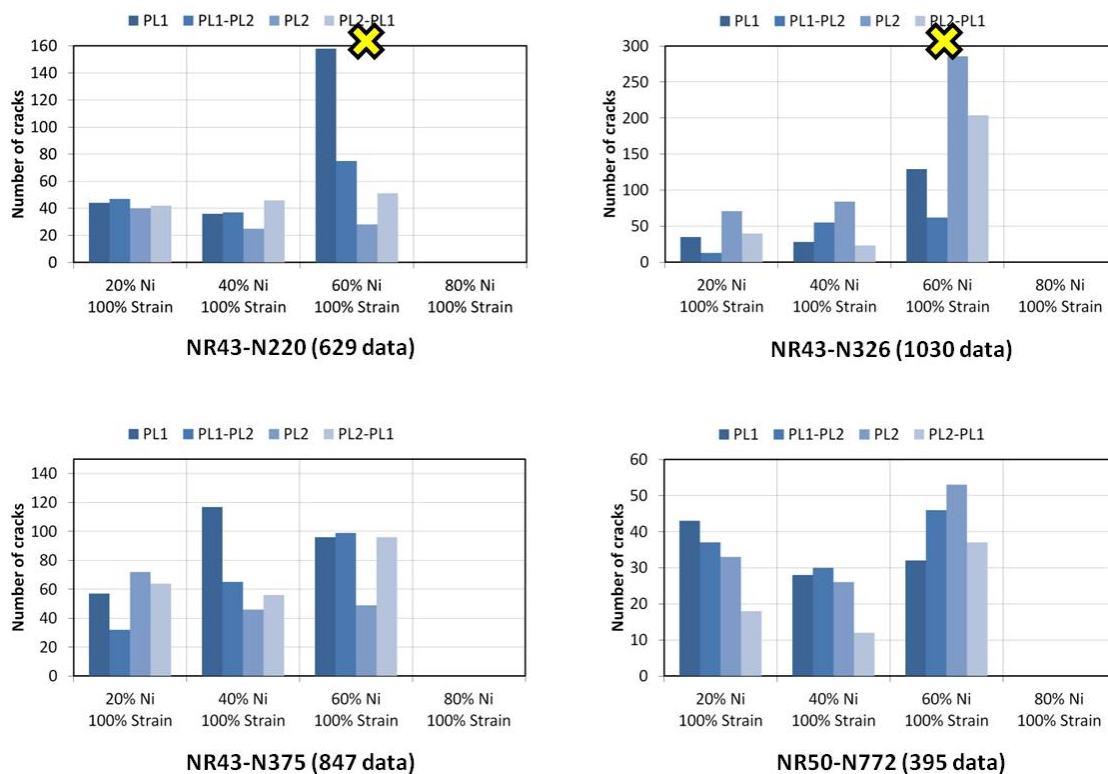 PL1 PL1-PL2 PL2 PL2-PL1
Number of cracks
160
140
120
100
80
60
40
20
0
20% Ni 40% Ni 60% Ni 80% Ni
100% Strain 100% Strain 100% Strain 100% Strain
NR43-N220 (629 data)
PL1 PL1-PL2 PL2 PL2-PL1
Number of cracks
300
250
200
150
100
50
0
20% Ni 40% Ni 60% Ni 80% Ni
100% Strain 100% Strain 100% Strain 100% Strain
NR43-N326 (1030 data)
PL1 PL1-PL2 PL2 PL2-PL1
Number of cracks
140
120
100
80
60
40
20
0
20% Ni 40% Ni 60% Ni 80% Ni
100% Strain 100% Strain 100% Strain 100% Strain
NR43-N375 (847 data)
PL1 PL1-PL2 PL2 PL2-PL1
Number of cracks
60
50
40
30
20
10
0
20% Ni 40% Ni 60% Ni 80% Ni
100% Strain 100% Strain 100% Strain 100% Strain
NR50-N772 (395 data)